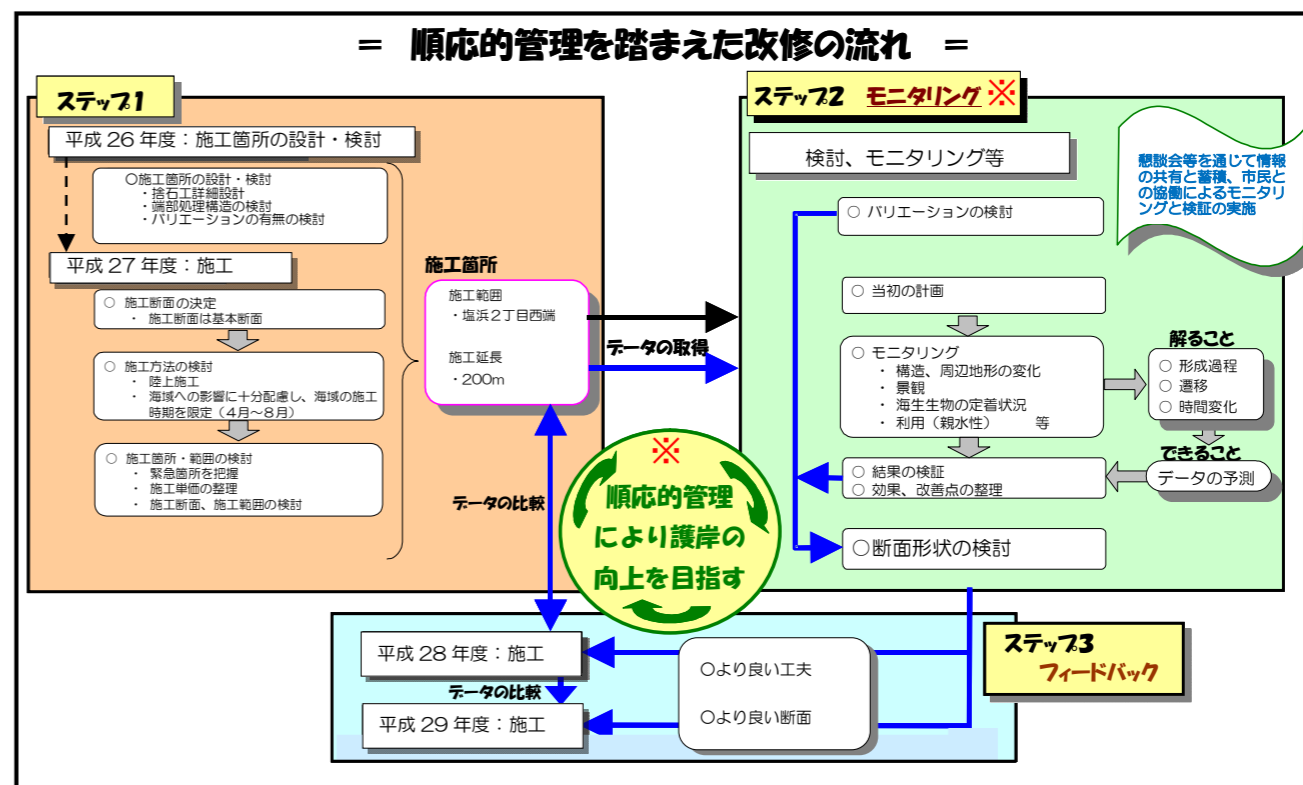 ＝ 順応的管理を踏まえた改修の流れ ＝
ステップ1
平成 26 年度：施工箇所の設計・検討
〇施工箇所の設計・検討
・捨石工詳細設計
・端部処理構造の検討
・バリエーションの有無の検討
平成 27 年度：施工
○ 施工断面の決定
・ 施工断面は基本断面
○ 施工方法の検討
・ 陸上施工
・ 海域への影響に十分配慮し、海域の施工
時期を限定（４月～８月）
○ 施工箇所・範囲の検討
・ 緊急箇所を把握
・ 施工単価の整理
・ 施工断面、施工範囲の検討
施工箇所
施工範囲
・塩浜２丁目西端
施工延長
・200m
データの取得
データの比較
※
順応的管理
により護岸の
向上を目指す
ステップ2 モニタリング ※
検討、モニタリング等
懇談会等を通じて情報
の共有と蓄積、市民と
の協働によるモニタリ
ングと検証の実施
○ バリエーションの検討
○ 当初の計画
○ モニタリング
・ 構造、周辺地形の変化
・ 景観
・ 海生生物の定着状況
・ 利用（親水性） 等
解ること
○ 形成過程
○ 遷移
○ 時間変化
できること
データの予測
○ 結果の検証
○ 効果、改善点の整理
○断面形状の検討
ステップ3
フィードバック
平成 28 年度：施工
データの比較
平成 29 年度：施工
〇より良い工夫
〇より良い断面